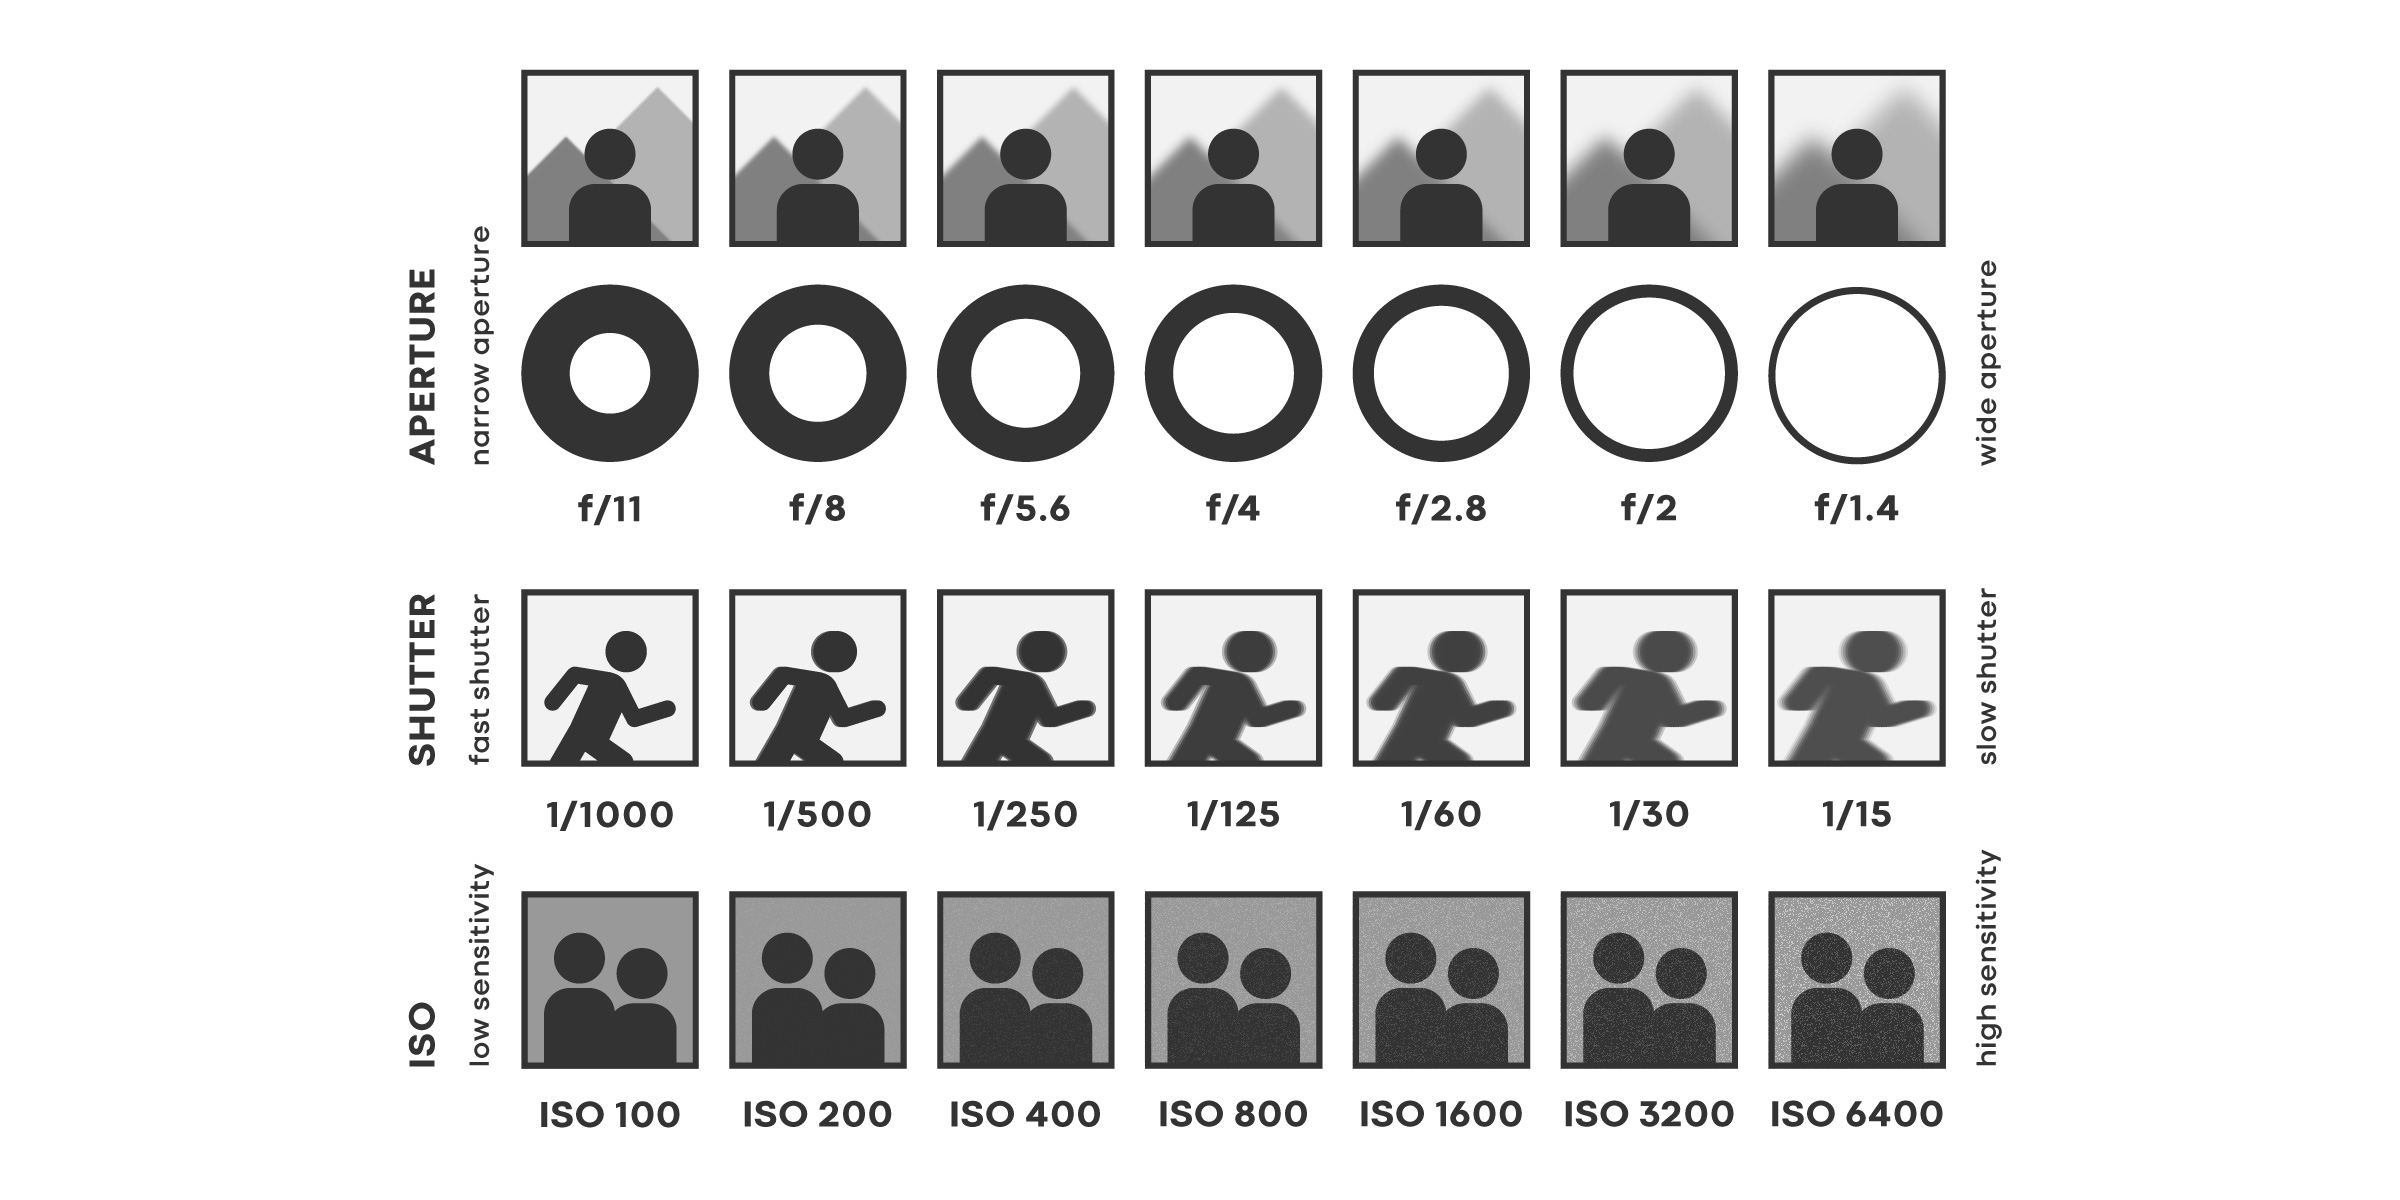 APERTURE
narrow aperture
wide aperture
f/11 f/8 f/5.6 f/4 f/2.8 f/2 f/1.4
SHUTTER
fast shutter
slow shutter
1/1000 1/500 1/250 1/125 1/60 1/30 1/15
ISO
low sensitivity
high sensitivity
ISO 100 ISO 200 ISO 400 ISO 800 ISO 1600 ISO 3200 ISO 6400